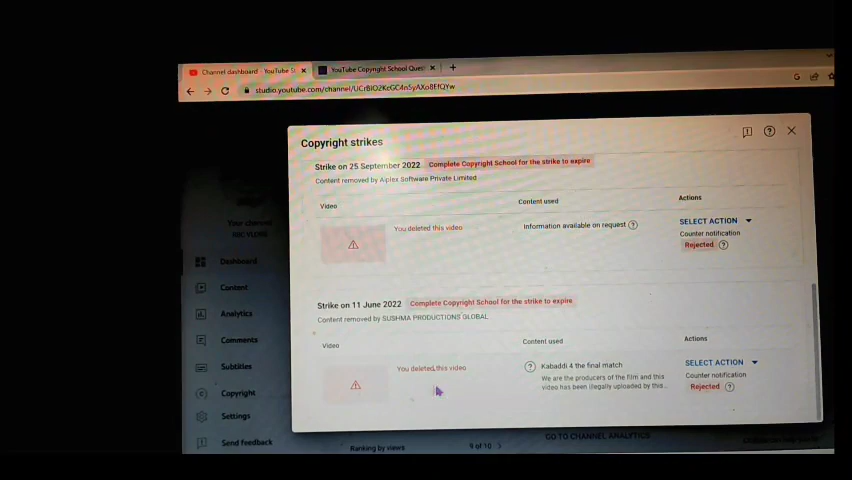 Channel dashboard - YouTube St
YouTube Copyright School Ques
studio.youtube.com/channel/UCrBIO2KcGC4n5yAXo8EfQYw
Copyright strikes
Strike on 25 September 2022 Complete Copyright School for the strike to expire
Content removed by Aiplex Software Private Limited
Video Content used Actions
You deleted this video Information available on request SELECT ACTION
Counter notification
Rejected
Strike on 11 June 2022 Complete Copyright School for the strike to expire
Content removed by SUSHMA PRODUCTIONS GLOBAL
Video Content used Actions
You deleted this video Kabaddi 4 the final match SELECT ACTION
We are the producers of the film and this Counter notification
video has been illegally uploaded by this... Rejected
Your channel
Dashboard
Content
Analytics
Comments
Subtitles
Copyright
Settings
Send feedback
Ranking by views 9 of 10
GO TO CHANNEL ANALYTICS